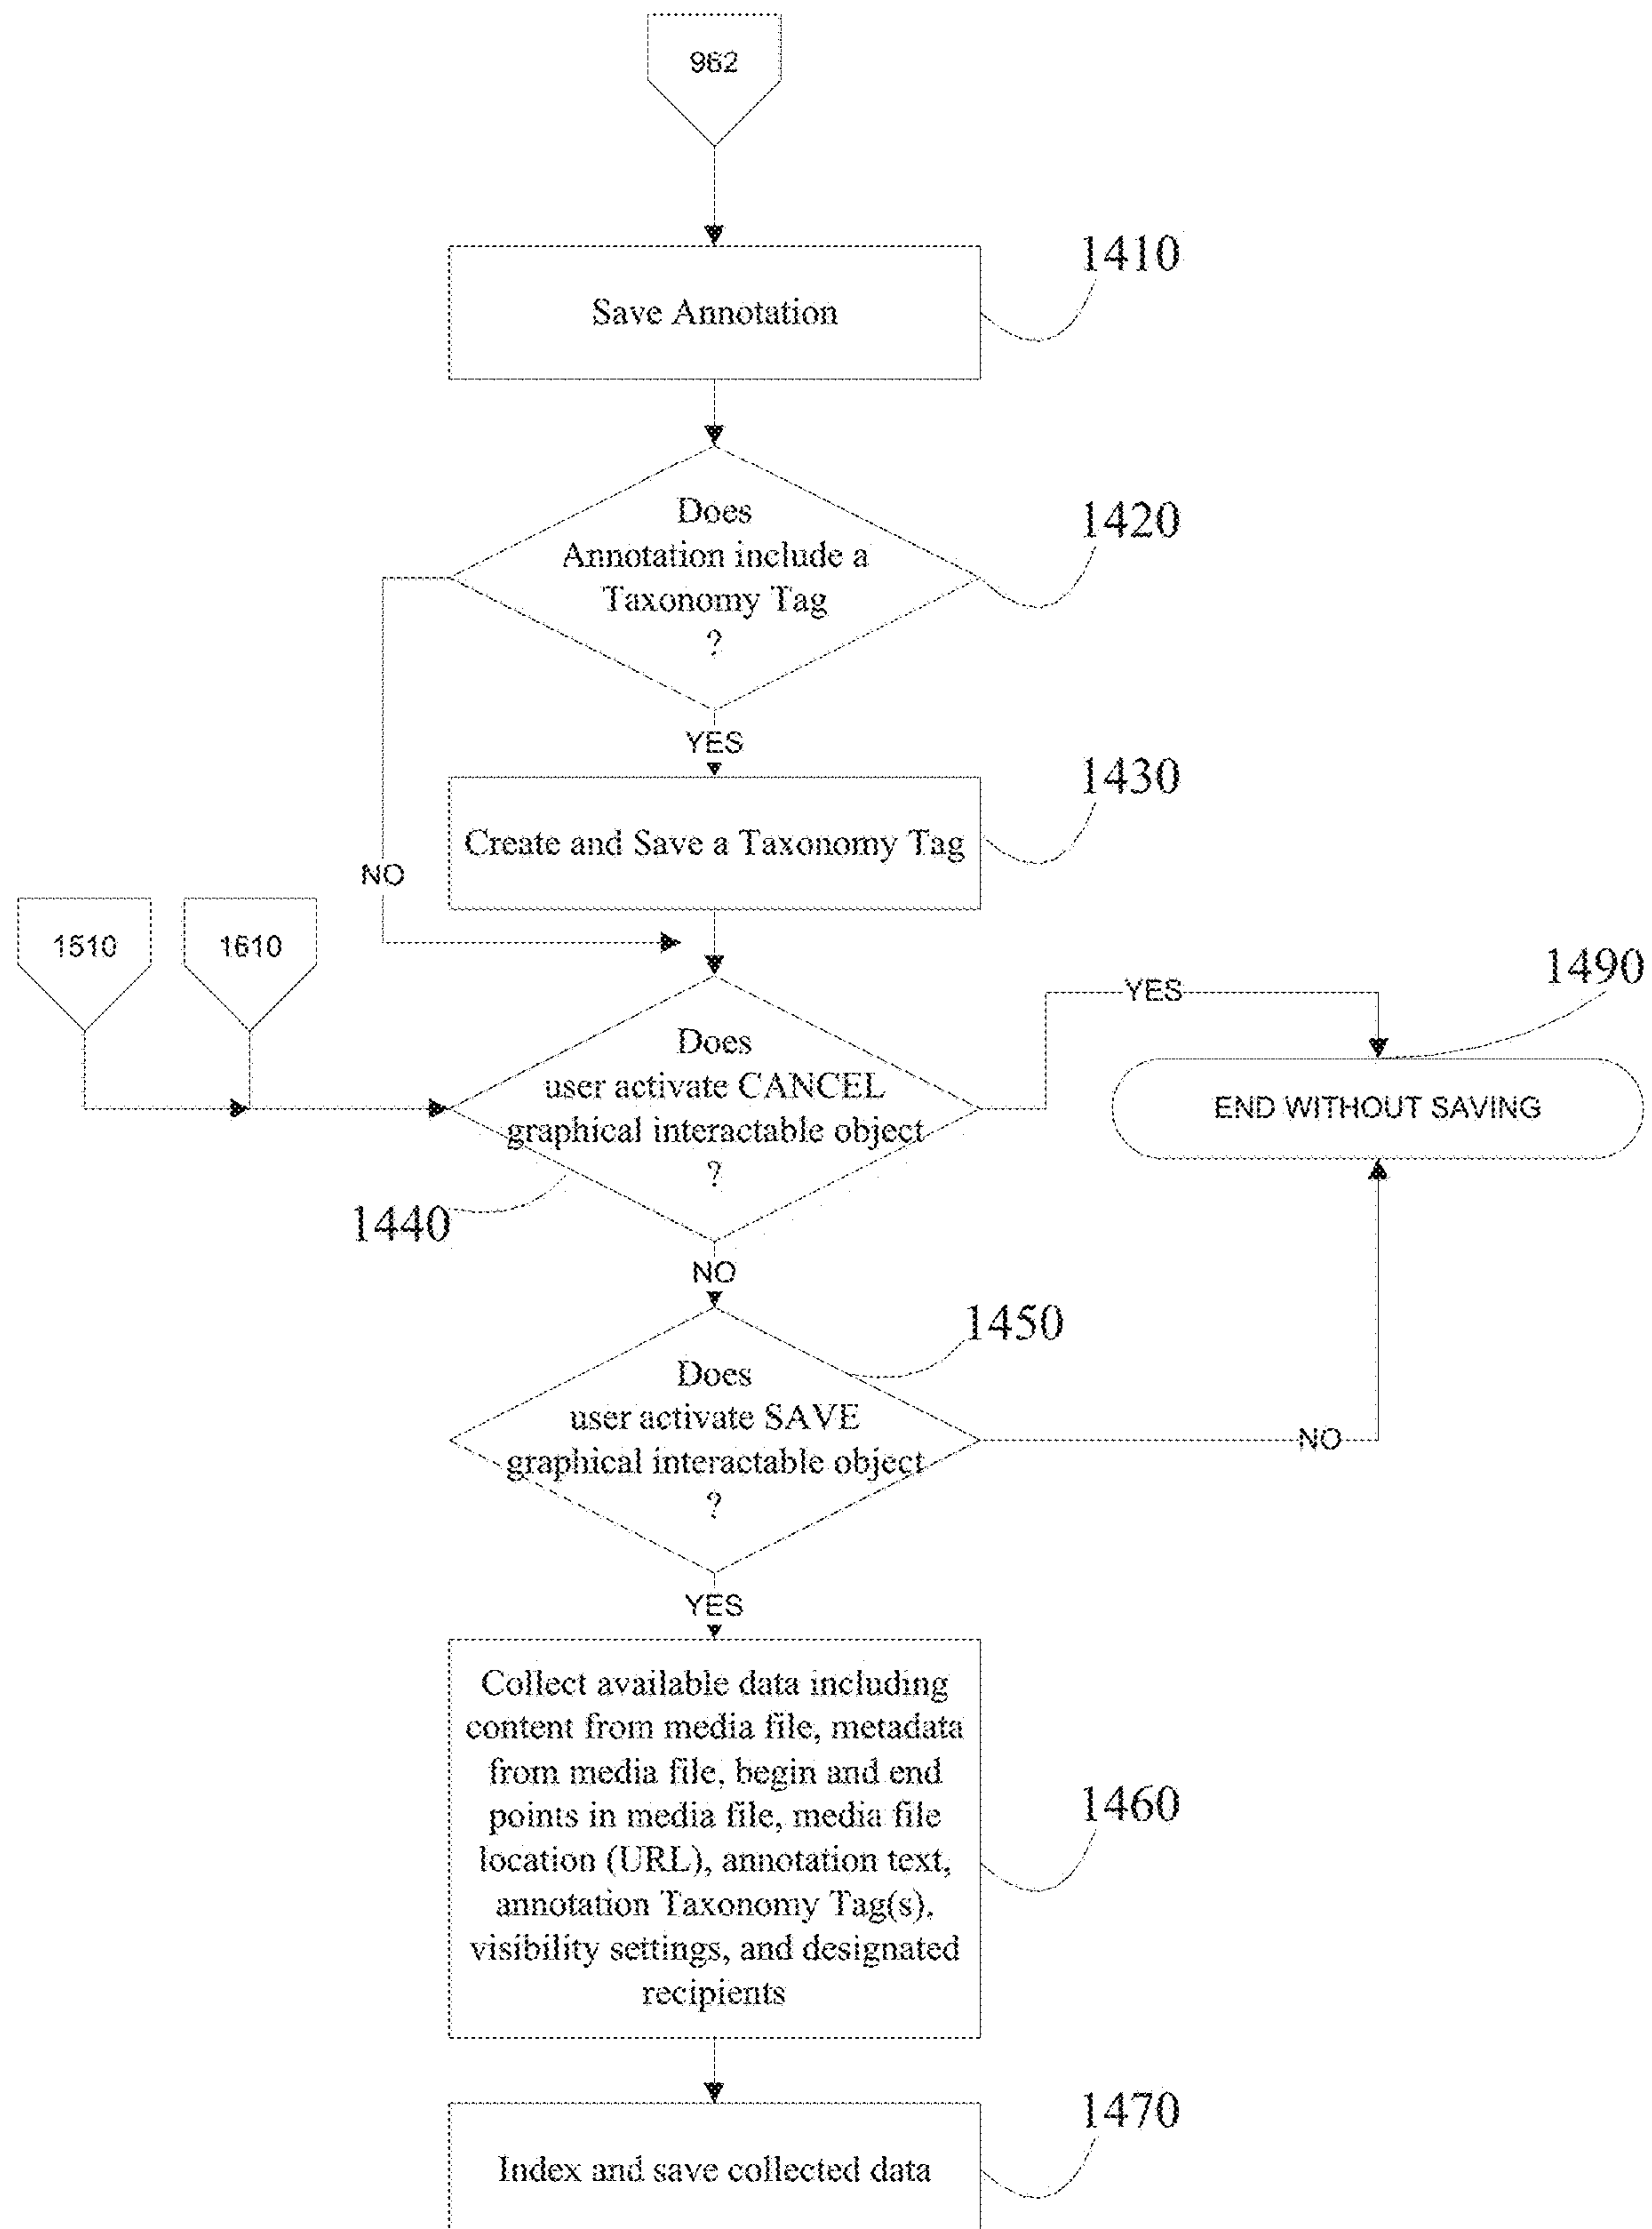 962
1410
Save Annotation
1420
Does
Annotation include a
Taxonomy Tag
?
YES
1430
Create and Save a Taxonomy Tag
NO
1510
1610
1490
YES
Does
user activate CANCEL
graphical interactable object
?
END WITHOUT SAVING
1440
NO
1450
Does
user activate SAVE
graphical interactable object
?
NO
YES
Collect available data including
content from media file, metadata
from media file, begin and end
points in media file, media file
location (URL), annotation text,
annotation Taxonomy Tag(s),
visibility settings, and designated
recipients
1460
1470
Index and save collected data